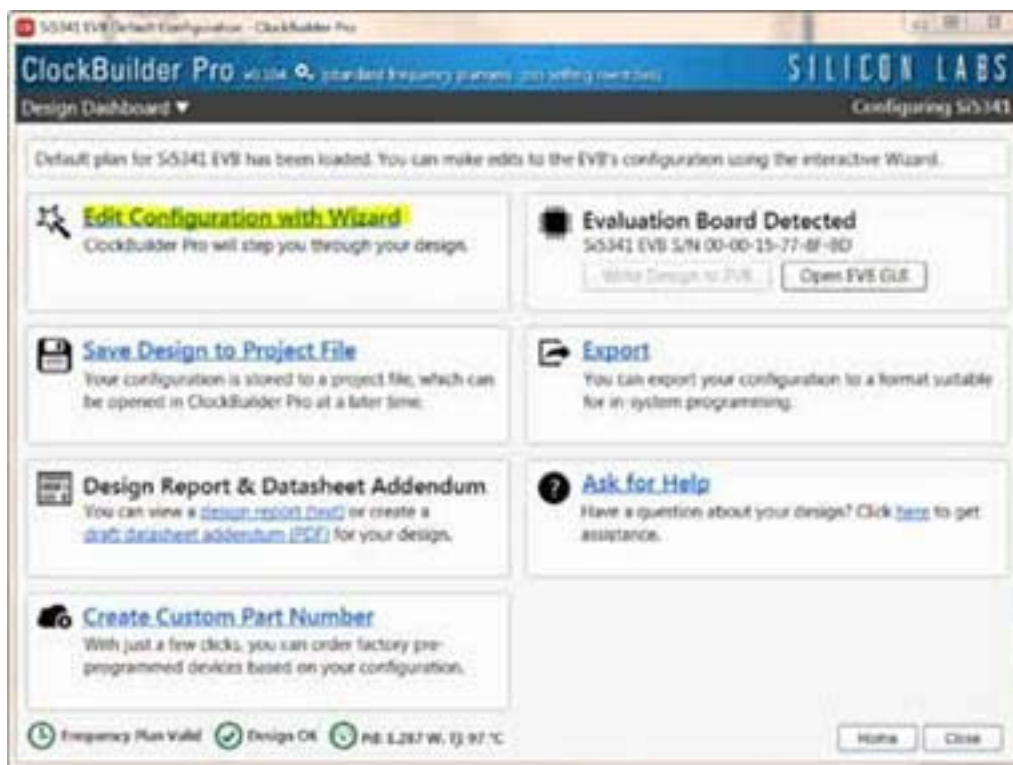 Si5341 EVB Default Configuration - ClockBuilder Pro
ClockBuilder Pro
SILICON LABS
Design Dashboard ▼
Configuring Si5341
Default plan for Si5341 EVB has been loaded. You can make edits to the EVB's configuration using the interactive Wizard.
Edit Configuration with Wizard
ClockBuilder Pro will step you through your design.
Evaluation Board Detected
Si5341 EVB S/N 00-00-15-77-8F-8D
Write Design to EVB
Open EVB GUI
Save Design to Project File
Your configuration is stored to a project file, which can
be opened in ClockBuilder Pro at a later time.
Export
You can export your configuration to a format suitable
for in-system programming.
Design Report & Datasheet Addendum
You can view a design report (text) or create a
draft datasheet addendum (PDF) for your design.
Ask for Help
Have a question about your design? Click here to get
assistance.
Create Custom Part Number
With just a few clicks, you can order factory pre-
programmed devices based on your configuration.
Frequency Plan Valid
Design OK
Pd: 1.287 W, Tj: 97 °C
Home
Close